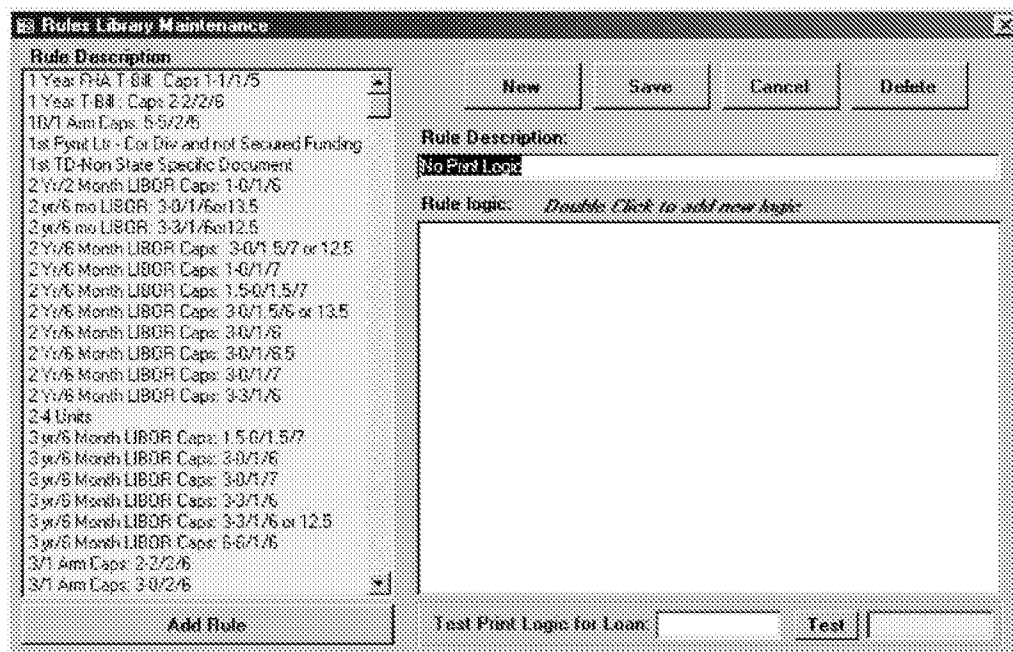 Rules Library Maintenance
Rule Description
1 Year FHA T-Bill: Caps 1-1/1/5
1 Year T-Bill: Caps 2-2/2/6
10/1 Arm Caps: 5-5/2/5
1st Pymt Ltr - Cor Div and not Secured Funding
1st TD-Non State Specific Document
2 Yr/2 Month LIBOR Caps: 1-0/1/6
2 yr/6 mo LIBOR: 3-0/1/6or13.5
2 yr/6 mo LIBOR: 3-3/1/6or12.5
2 Yr/6 Month LIBOR Caps: 3-0/1.5/7 or 12.5
2 Yr/6 Month LIBOR Caps: 1-0/1/7
2 Yr/6 Month LIBOR Caps: 1.5-0/1.5/7
2 Yr/6 Month LIBOR Caps: 3-0/1.5/6 or 13.5
2 Yr/6 Month LIBOR Caps: 3-0/1/6
2 Yr/6 Month LIBOR Caps: 3-0/1/6.5
2 Yr/6 Month LIBOR Caps: 3-0/1/7
2 Yr/6 Month LIBOR Caps: 3-3/1/6
2-4 Units
3 yr/6 Month LIBOR Caps: 1.5-0/1.5/7
3 yr/6 Month LIBOR Caps: 3-0/1/6
3 yr/6 Month LIBOR Caps: 3-0/1/7
3 yr/6 Month LIBOR Caps: 3-3/1/6
3 yr/6 Month LIBOR Caps: 3-3/1/6 or 12.5
3 yr/6 Month LIBOR Caps: 6-6/1/6
3/1 Arm Caps: 2-2/2/6
3/1 Arm Caps: 3-0/2/6
Add Rule
New Save Cancel Delete
Rule Description:
No Print Logic
Rule logic: Double Click to add new logic
Test Print Logic for Loan: Test